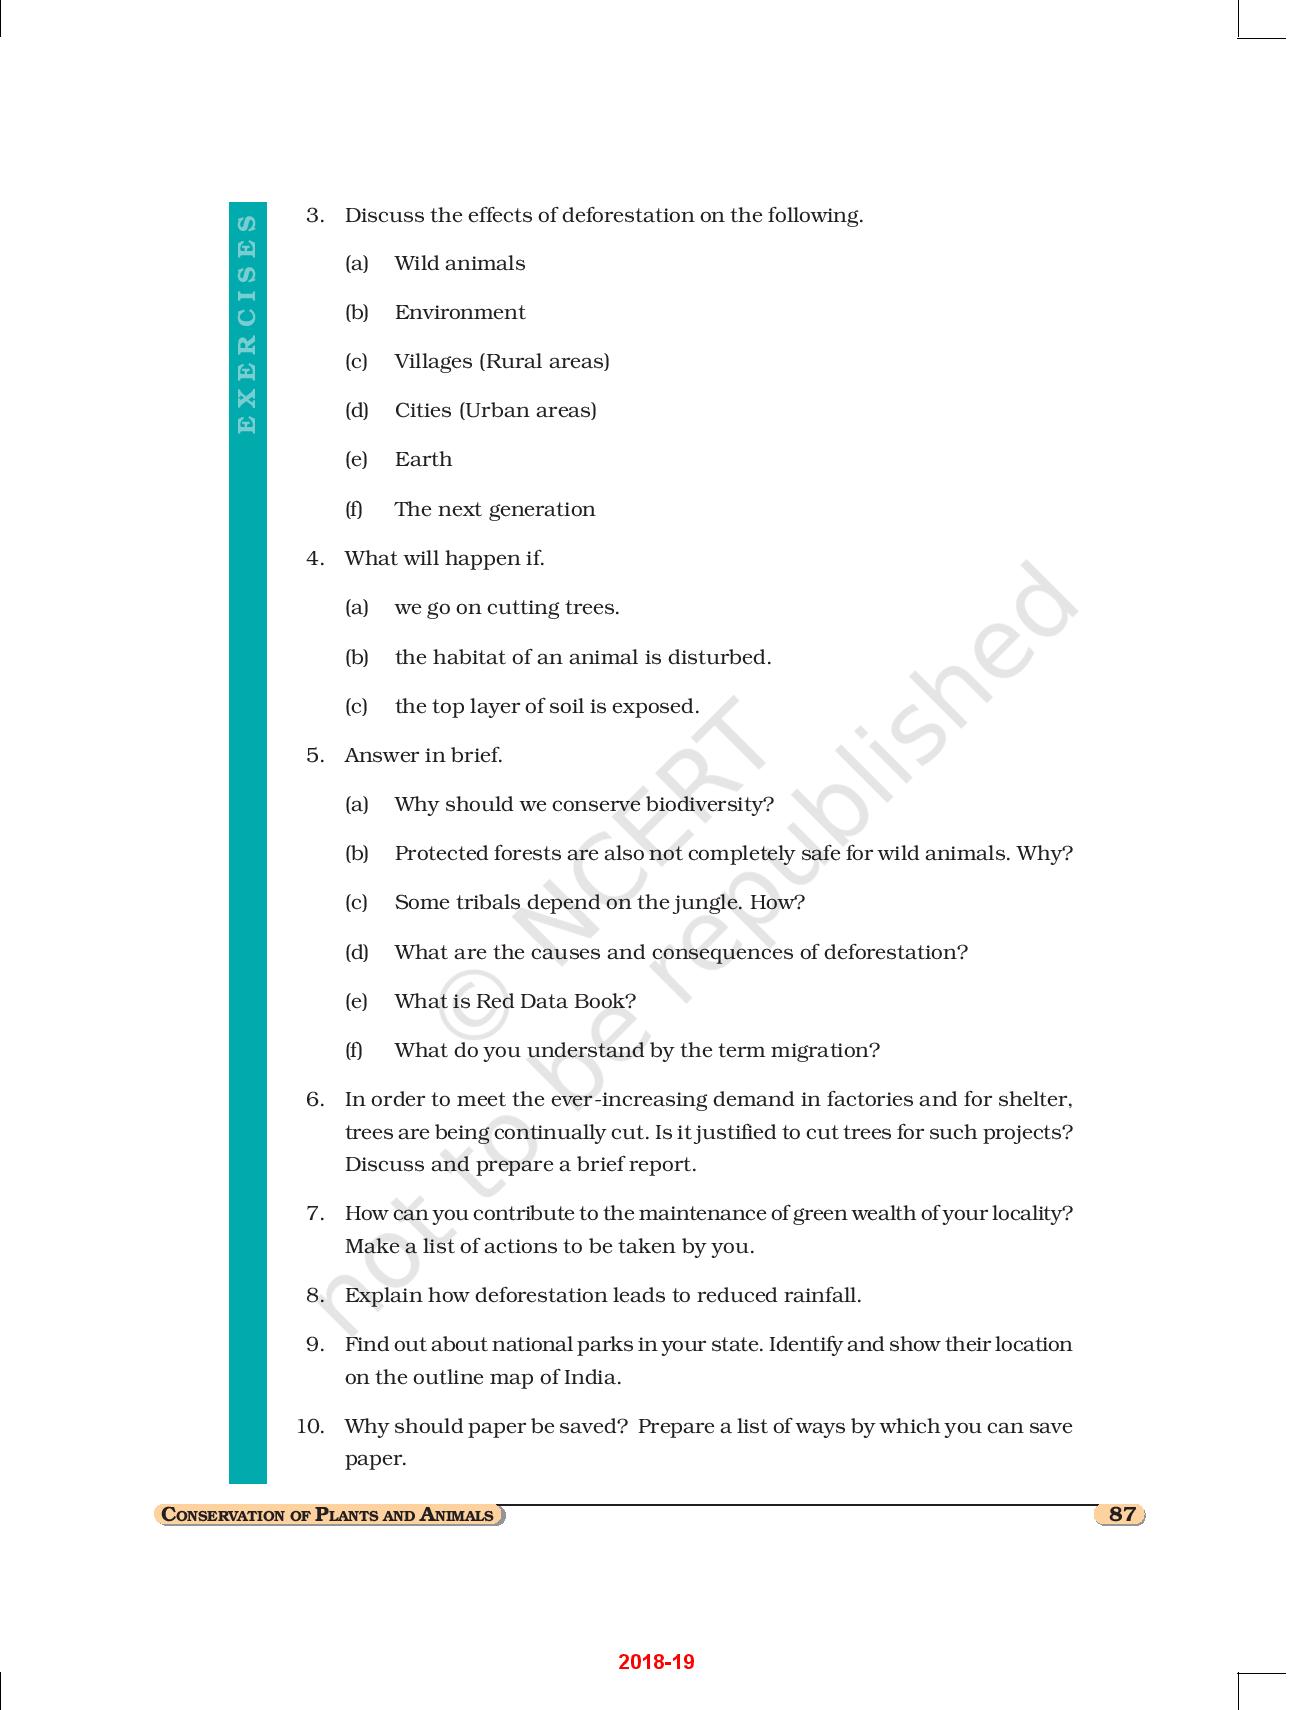 EXERCISES
3. Discuss the effects of deforestation on the following.
(a) Wild animals
(b) Environment
(c) Villages (Rural areas)
(d) Cities (Urban areas)
(e) Earth
(f) The next generation
4. What will happen if.
(a) we go on cutting trees.
(b) the habitat of an animal is disturbed.
(c) the top layer of soil is exposed.
5. Answer in brief.
(a) Why should we conserve biodiversity?
(b) Protected forests are also not completely safe for wild animals. Why?
(c) Some tribals depend on the jungle. How?
(d) What are the causes and consequences of deforestation?
(e) What is Red Data Book?
(f) What do you understand by the term migration?
6. In order to meet the ever-increasing demand in factories and for shelter,
trees are being continually cut. Is it justified to cut trees for such projects?
Discuss and prepare a brief report.
7. How can you contribute to the maintenance of green wealth of your locality?
Make a list of actions to be taken by you.
8. Explain how deforestation leads to reduced rainfall.
9. Find out about national parks in your state. Identify and show their location
on the outline map of India.
10. Why should paper be saved? Prepare a list of ways by which you can save
paper.
© NCERT
not to be republished
CONSERVATION OF PLANTS AND ANIMALS
87
2018-19